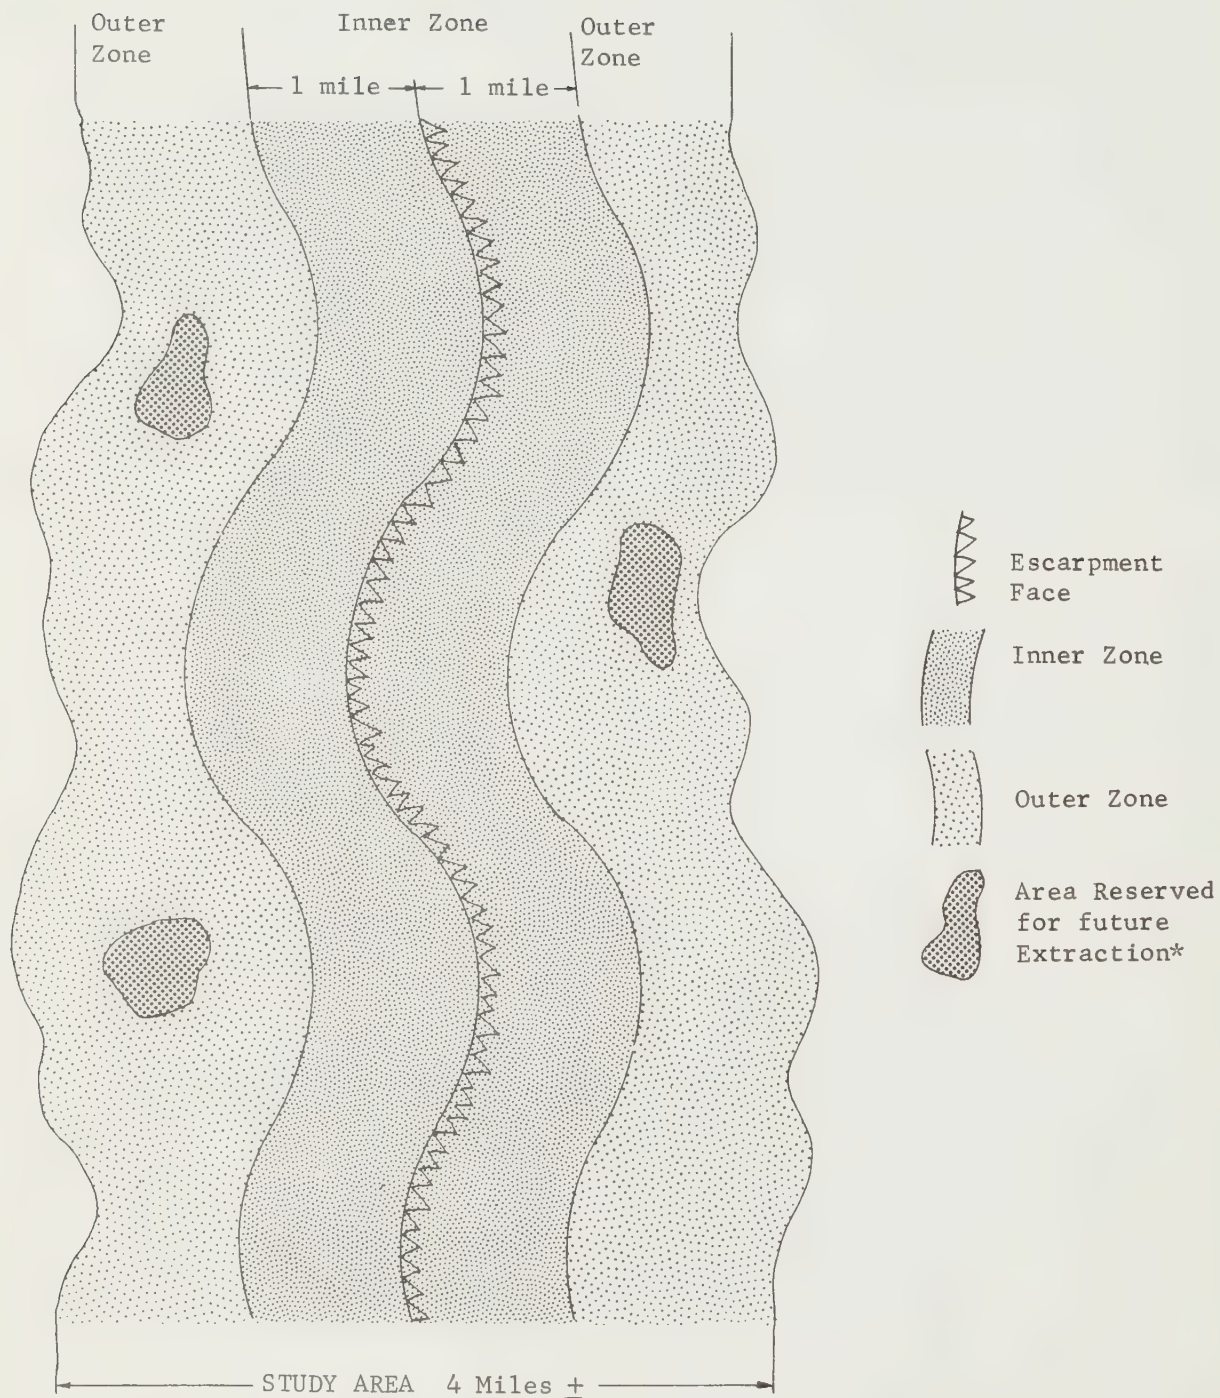 Outer
Zone
Inner Zone
Outer
Zone
1 mile
1 mile
Escarpment
Face
Inner Zone
Outer Zone
Area Reserved
for future
Extraction*
STUDY AREA 4 Miles ±